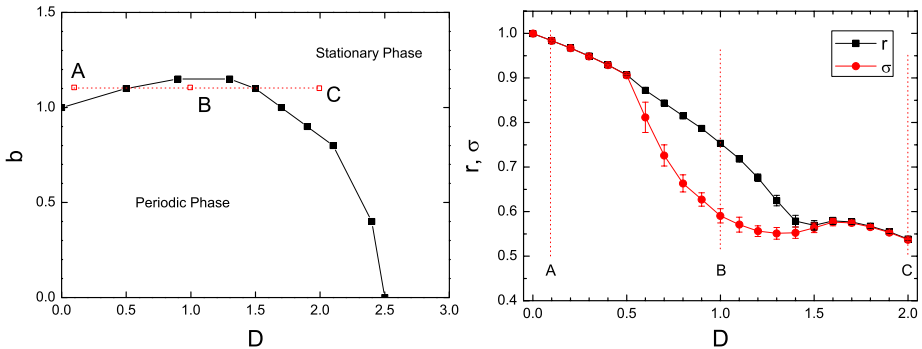 1.5
1.0
0.5
0.0
b
Stationary Phase
A
B
C
Periodic Phase
0.0 0.5 1.0 1.5 2.0 2.5 3.0
D
1.0
0.9
0.8
0.7
0.6
0.5
0.4
r, σ
r
σ
A
B
C
0.0 0.5 1.0 1.5 2.0
D